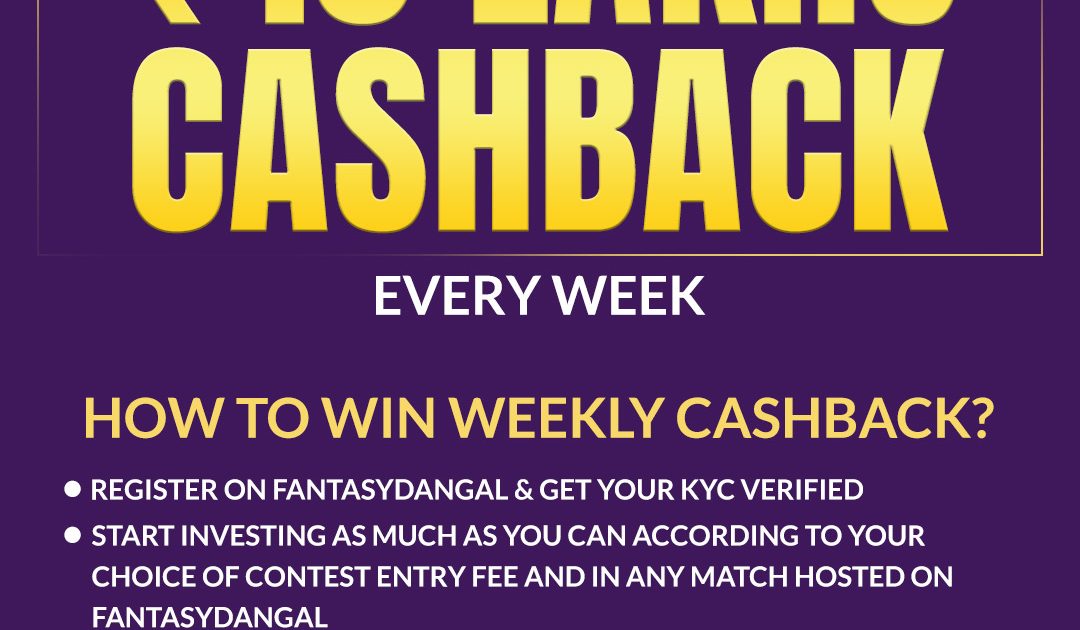 CASHBACK
EVERY WEEK
HOW TO WIN WEEKLY CASHBACK?
● REGISTER ON FANTASYDANGAL & GET YOUR KYC VERIFIED
● START INVESTING AS MUCH AS YOU CAN ACCORDING TO YOUR
CHOICE OF CONTEST ENTRY FEE AND IN ANY MATCH HOSTED ON
FANTASYDANGAL